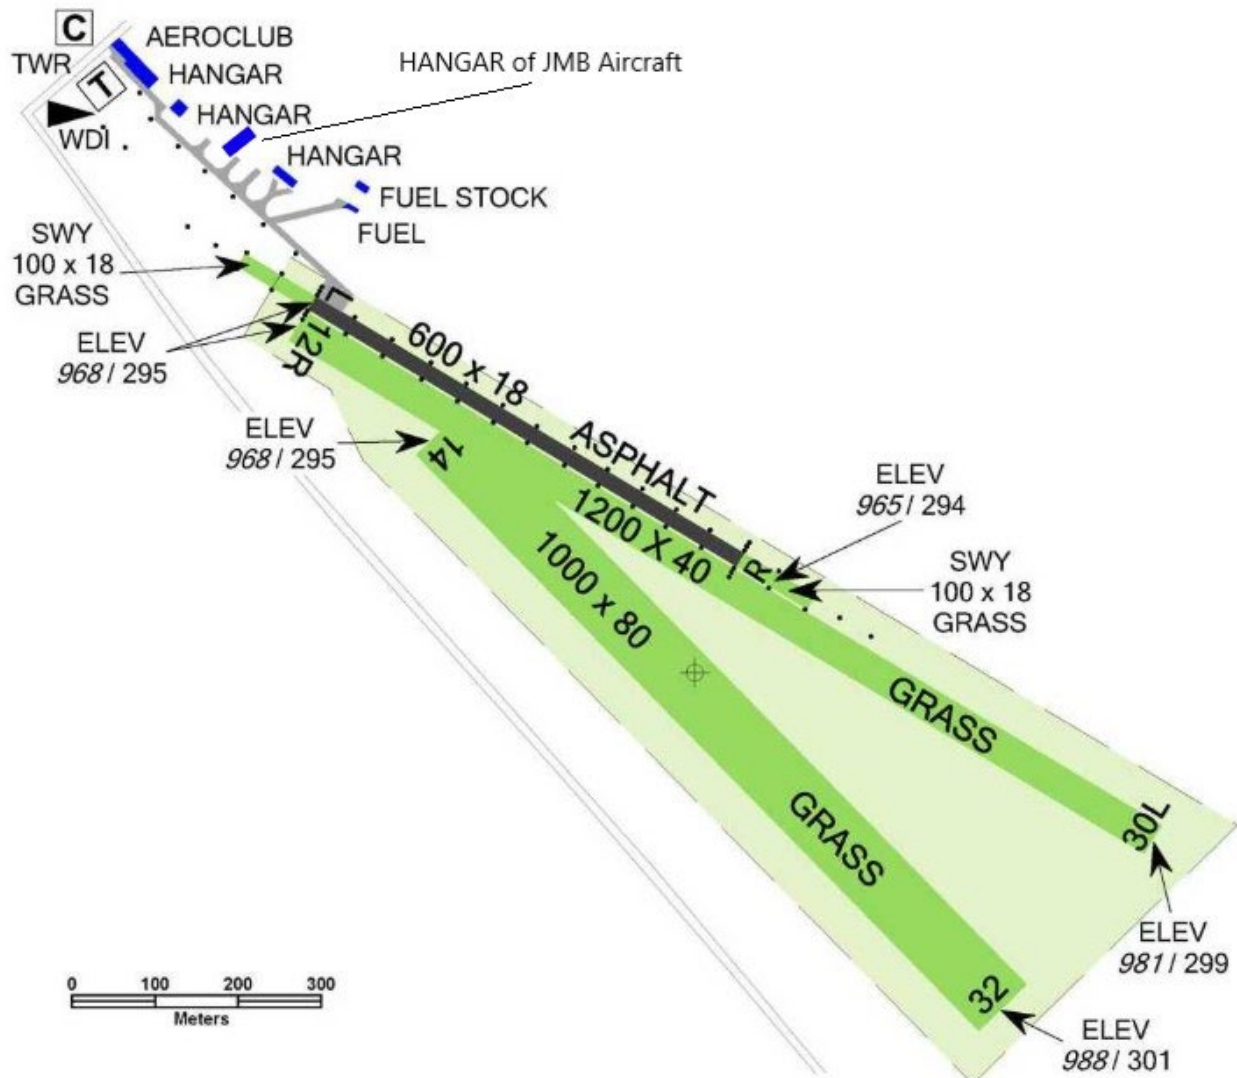 C
AEROCLUB
TWR
HANGAR
HANGAR of JMB Aircraft
T
HANGAR
WDI
HANGAR
FUEL STOCK
FUEL
SWY
100 x 18
GRASS
L
12R
ELEV
968 / 295
600 x 18
ASPHALT
ELEV
968 / 295
14
ELEV
965 / 294
1200 X 40
R
SWY
100 x 18
GRASS
1000 x 80
GRASS
GRASS
30L
ELEV
981 / 299
32
ELEV
988 / 301
0 100 200 300
Meters